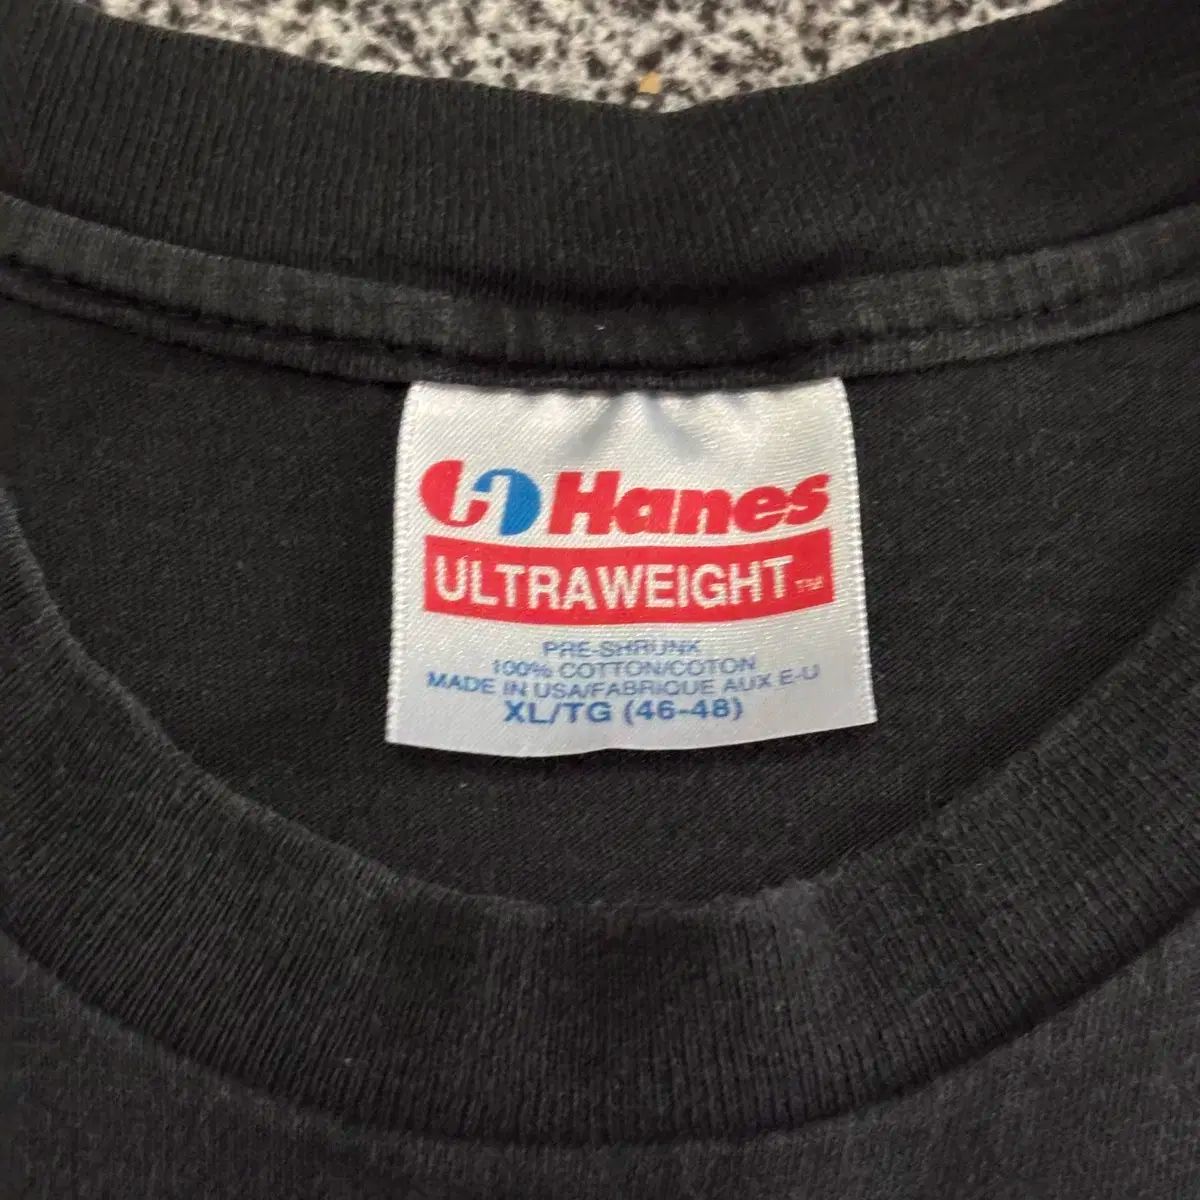 Hanes
ULTRAWEIGHT™
PRE-SHRUNK
100% COTTON/COTON
MADE IN USA/FABRIQUE AUX E-U
XL/TG (46-48)